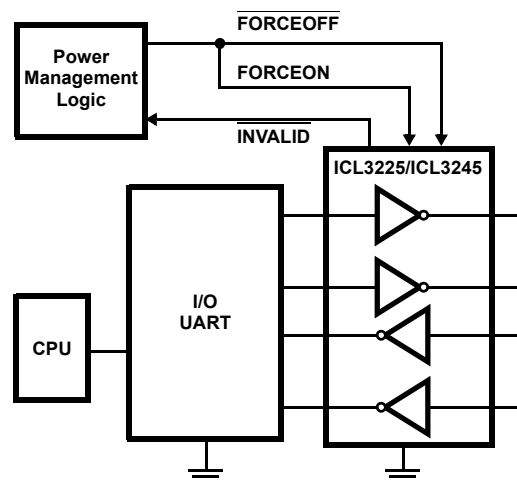 FORCEOFF
Power
Management
Logic
FORCEON
INVALID
ICL3225/ICL3245
I/O
UART
CPU